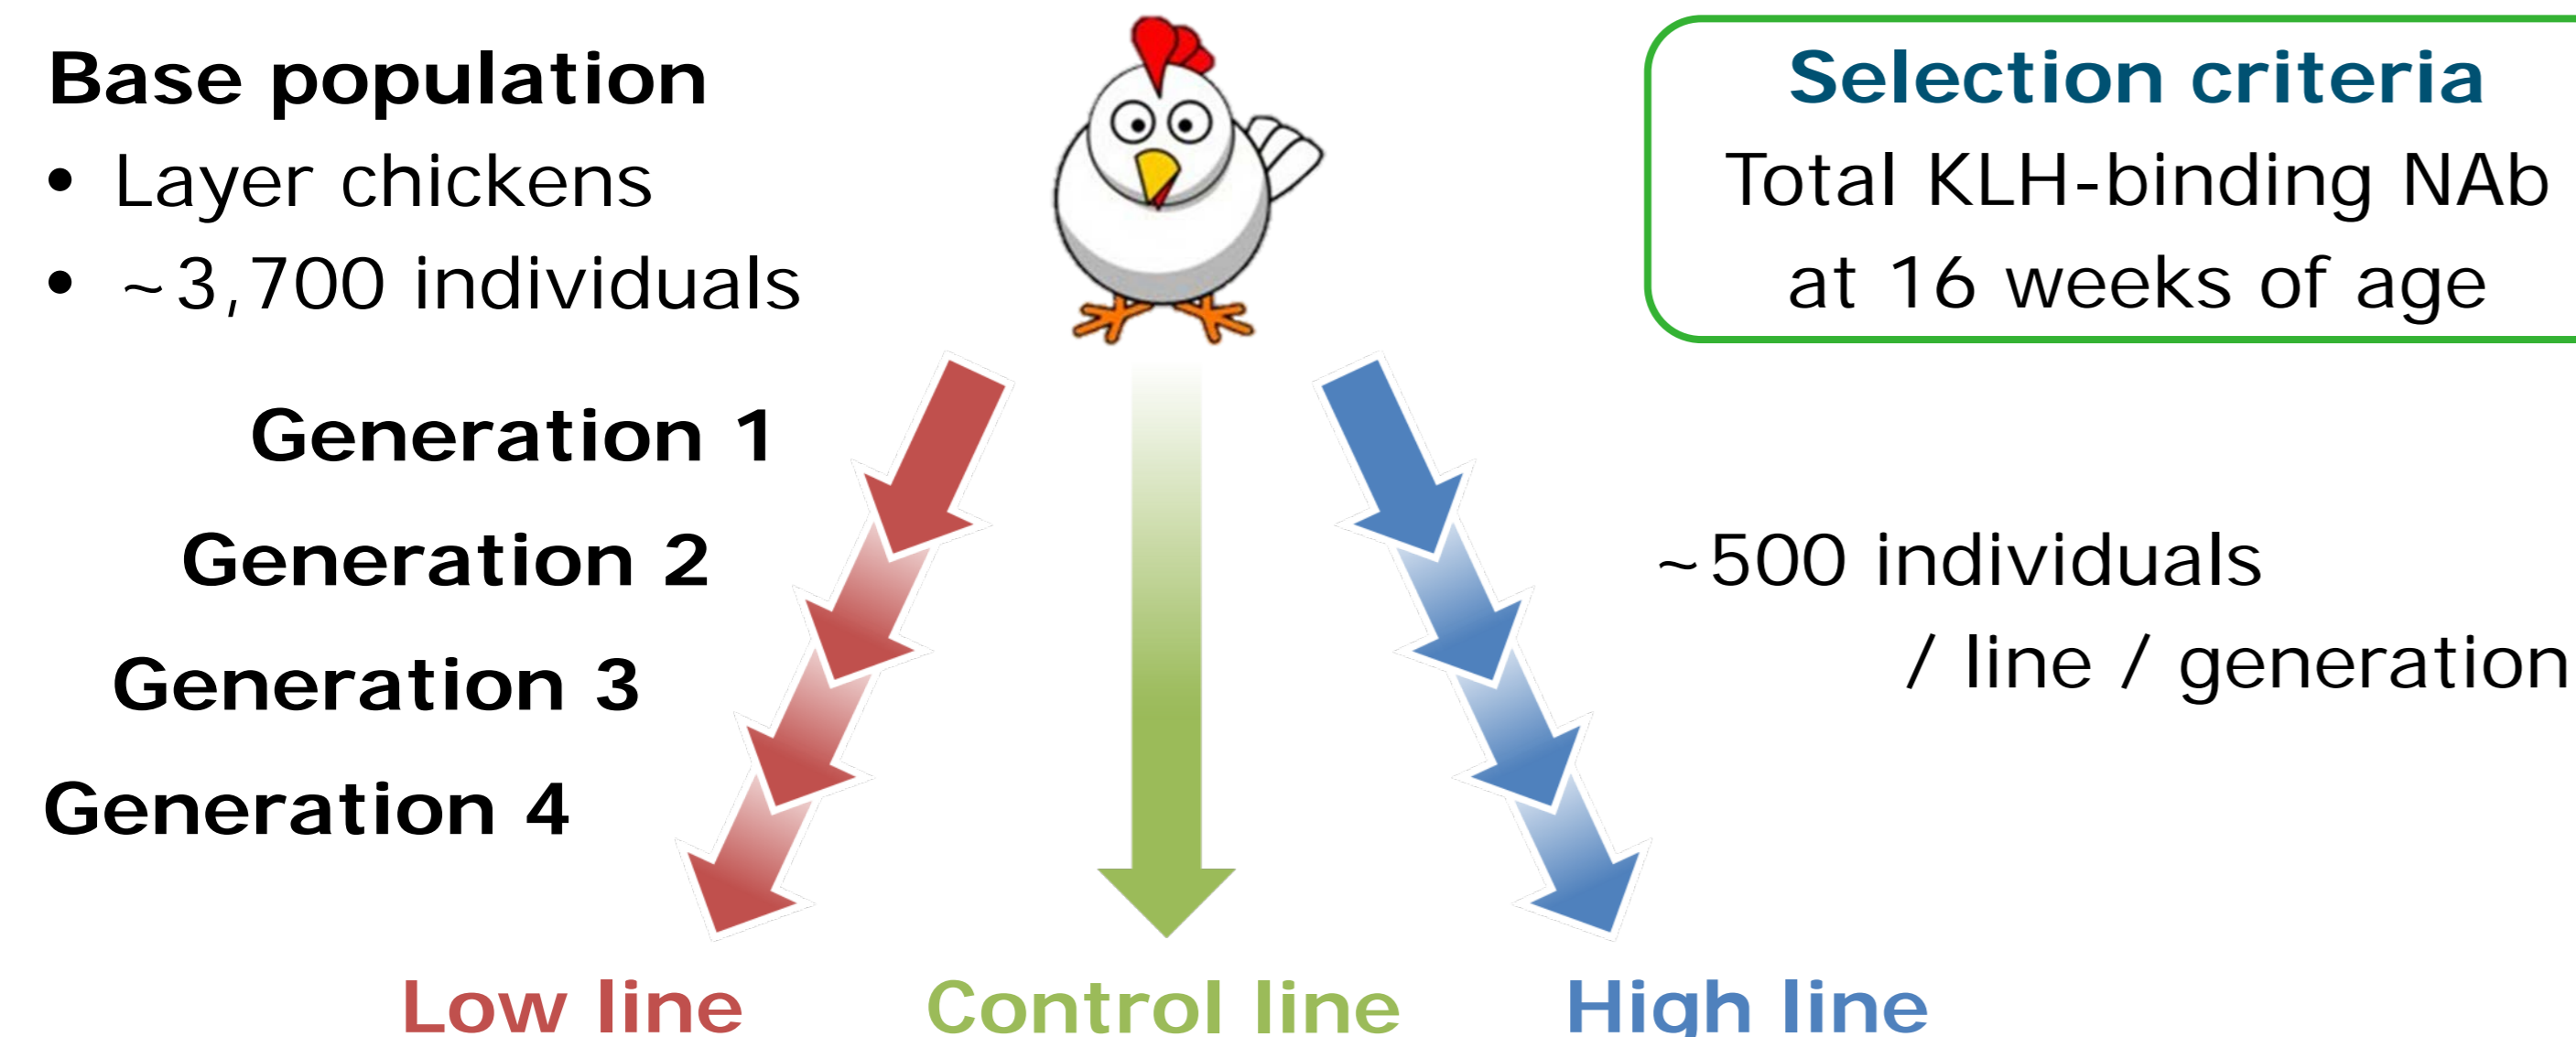 Base population
• Layer chickens
• ~3,700 individuals
Selection criteria
Total KLH-binding NAb
at 16 weeks of age
Generation 1
Generation 2
Generation 3
Generation 4
~500 individuals
/ line / generation
Low line
Control line
High line